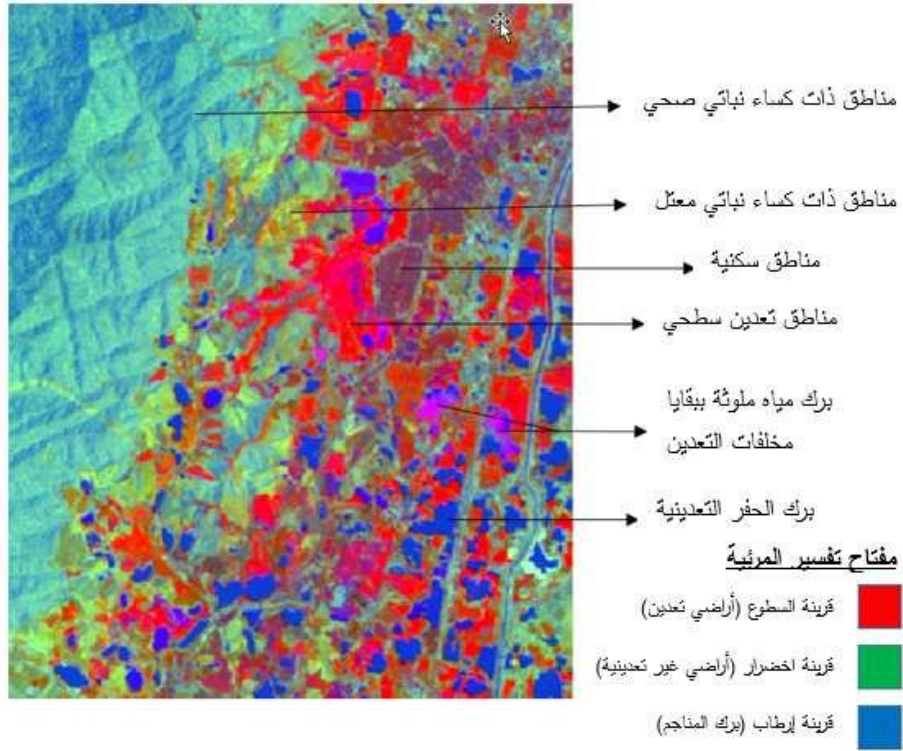 مناطق ذات كساء نباتي صحي
مناطق ذات كساء نباتي معتل
مناطق سكنية
مناطق تعدين سطحي
برك مياه ملوثة ببقايا
مخلفات التعدين
برك الحفر التعدينية
مفتاح تفسير المرئية
قرينة السطوع (أراضي تعدين)
قرينة اخضرار (أراضي غير تعدينية)
قرينة إرطاب (برك المناجم)